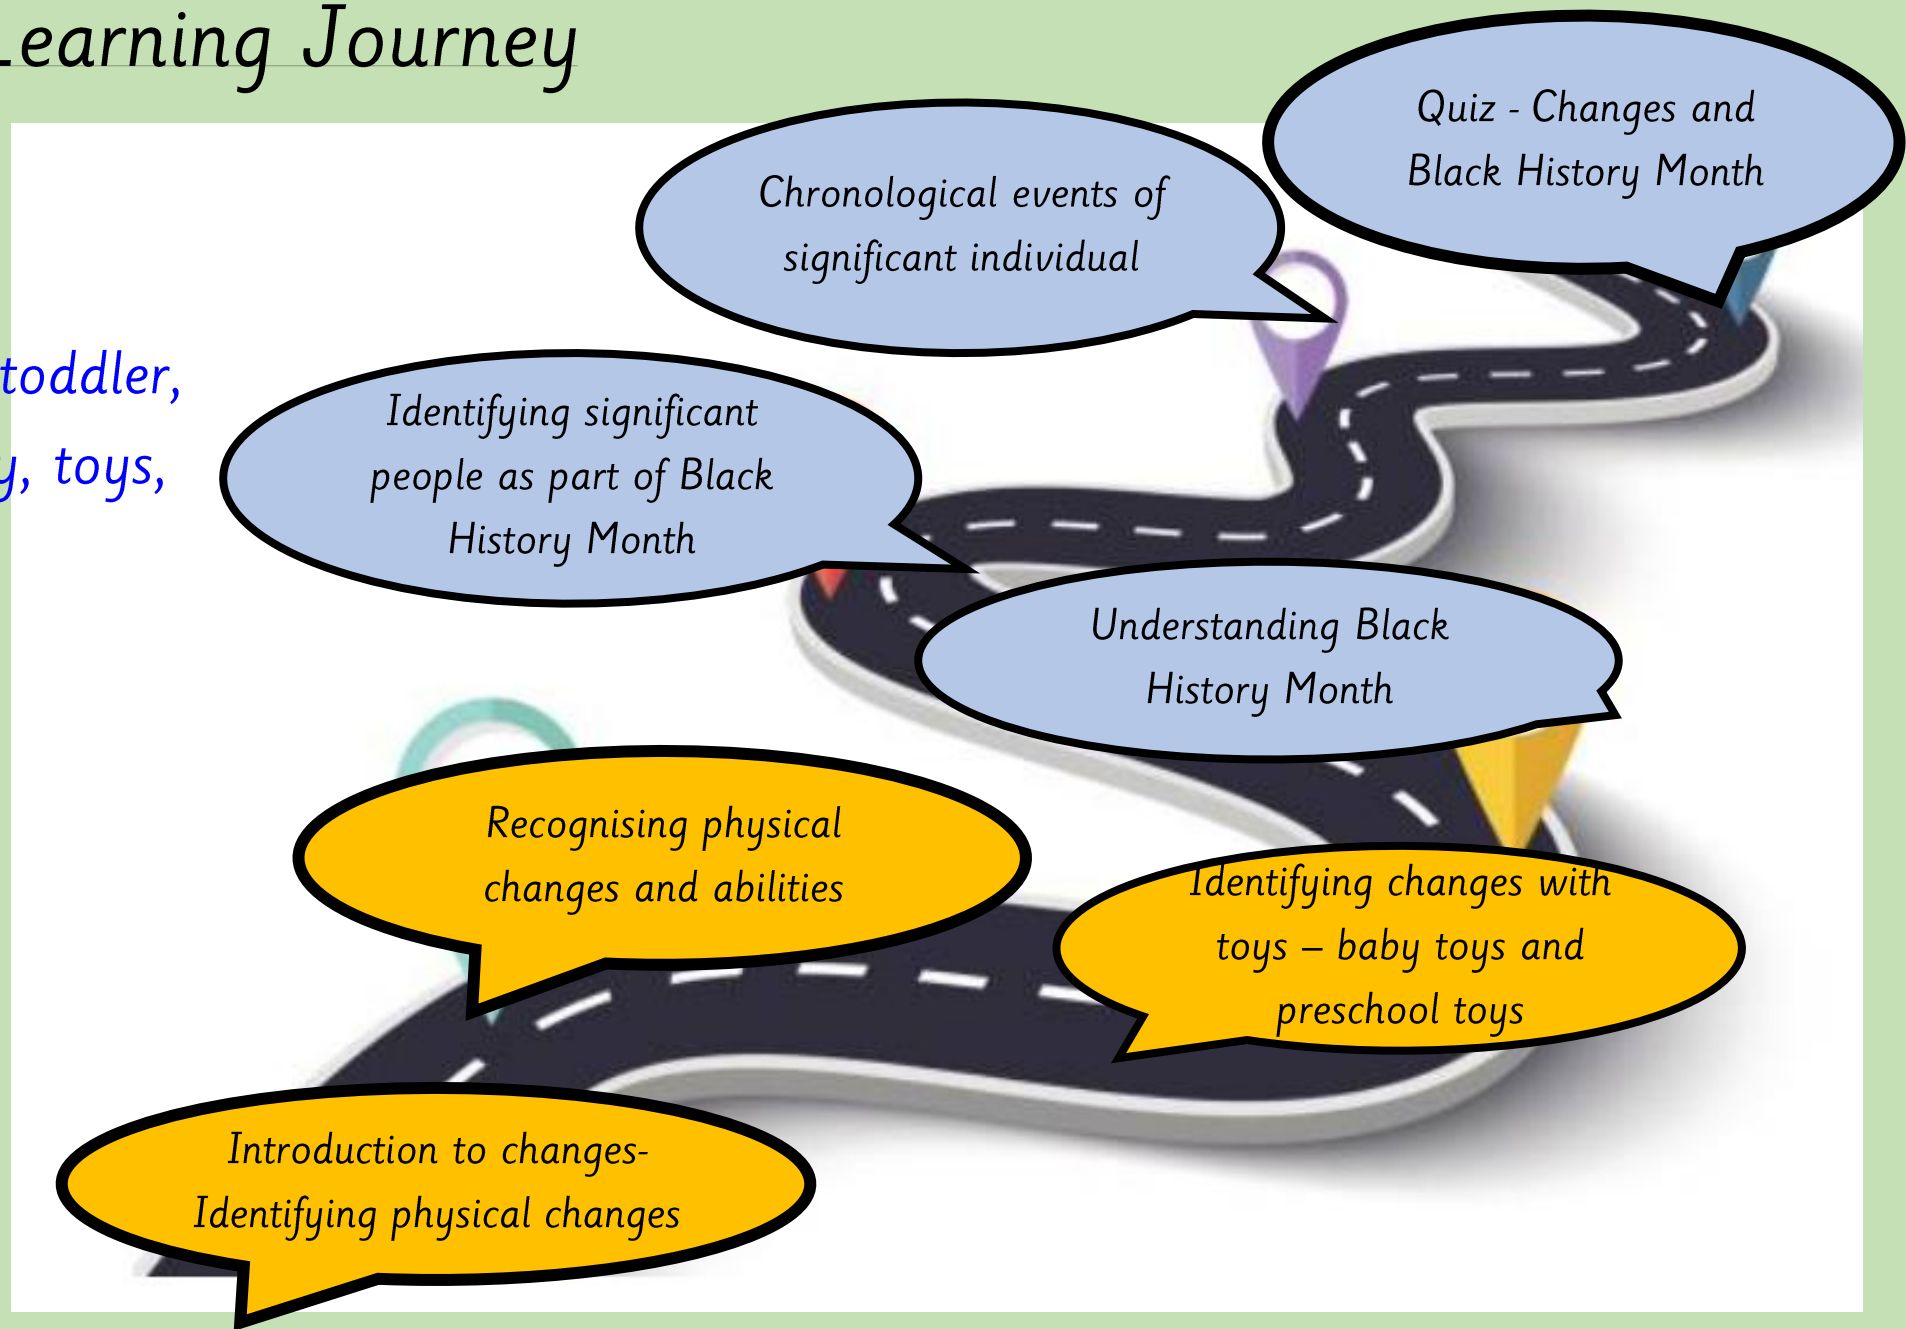 Learning Journey
Quiz - Changes and
Black History Month
Chronological events of
significant individual
toddler,
toys,
Identifying significant
people as part of Black
History Month
Understanding Black
History Month
Recognising physical
changes and abilities
Identifying changes with
toys – baby toys and
preschool toys
Introduction to changes-
Identifying physical changes